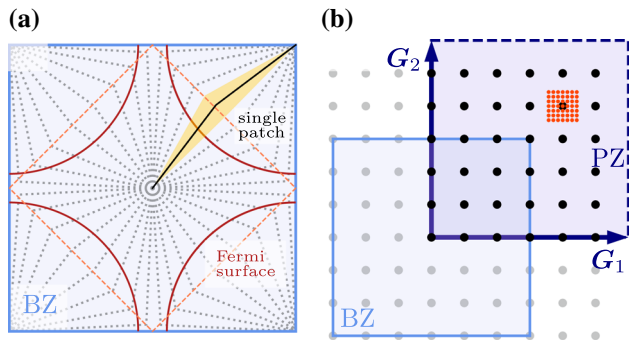 (a)
single
patch
Fermi
surface
BZ
(b)
G₂
PZ
G₁
BZ